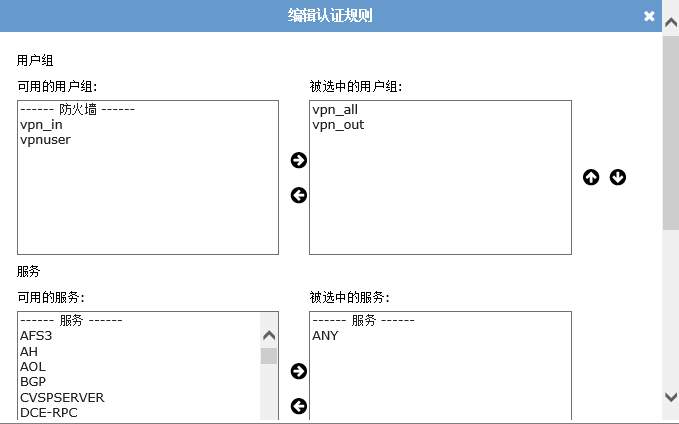 编辑认证规则
用户组
可用的用户组:
------ 防火墙 ------
vpn_in
vpnuser
被选中的用户组:
vpn_all
vpn_out
服务
可用的服务:
------ 服务 ------
AFS3
AH
AOL
BGP
CVSPSERVER
DCE-RPC
被选中的服务:
------ 服务 ------
ANY